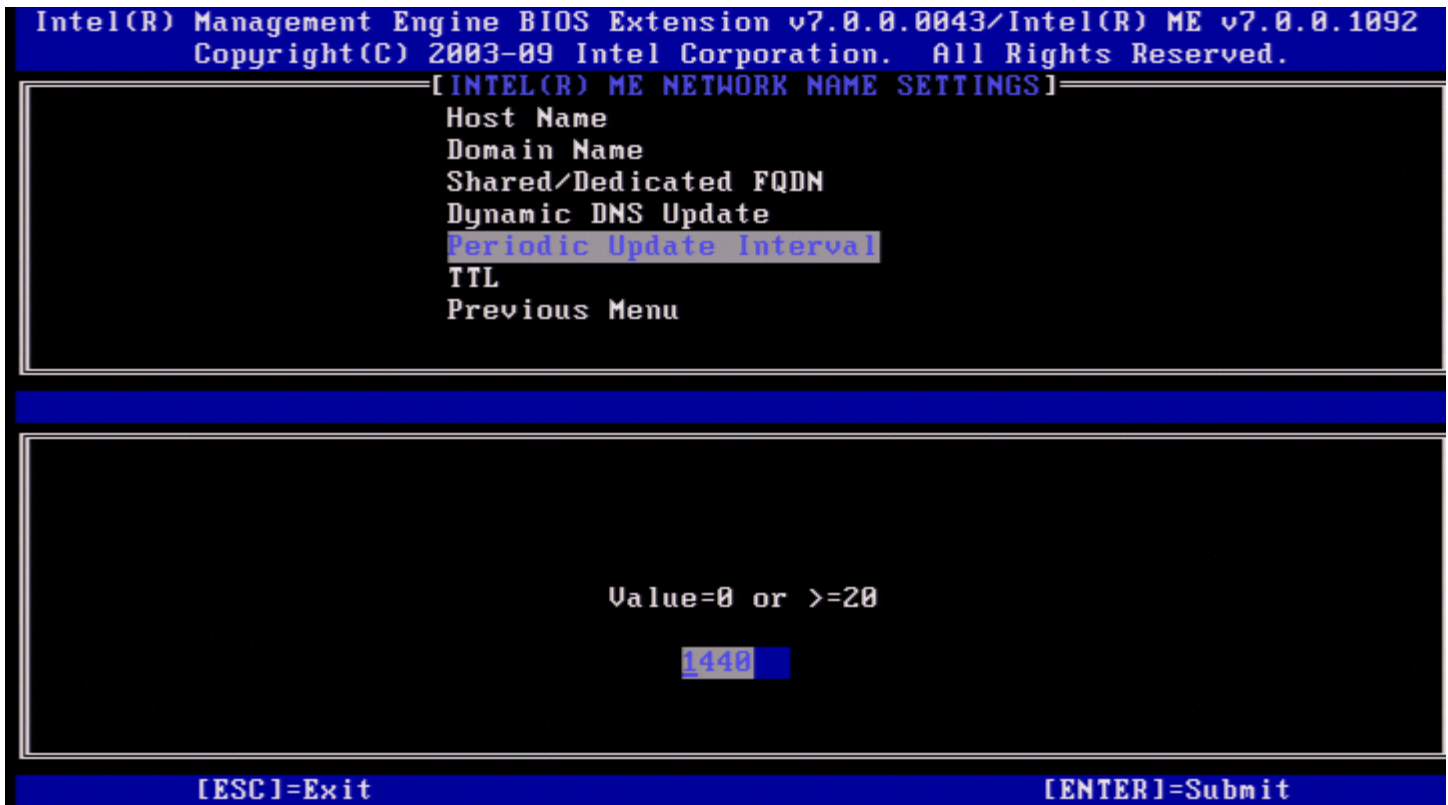 Intel(R) Management Engine BIOS Extension v7.0.0.0043/Intel(R) ME v7.0.0.1092
Copyright(C) 2003-09 Intel Corporation.  All Rights Reserved.
[INTEL(R) ME NETWORK NAME SETTINGS]
Host Name
Domain Name
Shared/Dedicated FQDN
Dynamic DNS Update
Periodic Update Interval
TTL
Previous Menu
Value=0 or >=20
1440
[ESC]=Exit [ENTER]=Submit